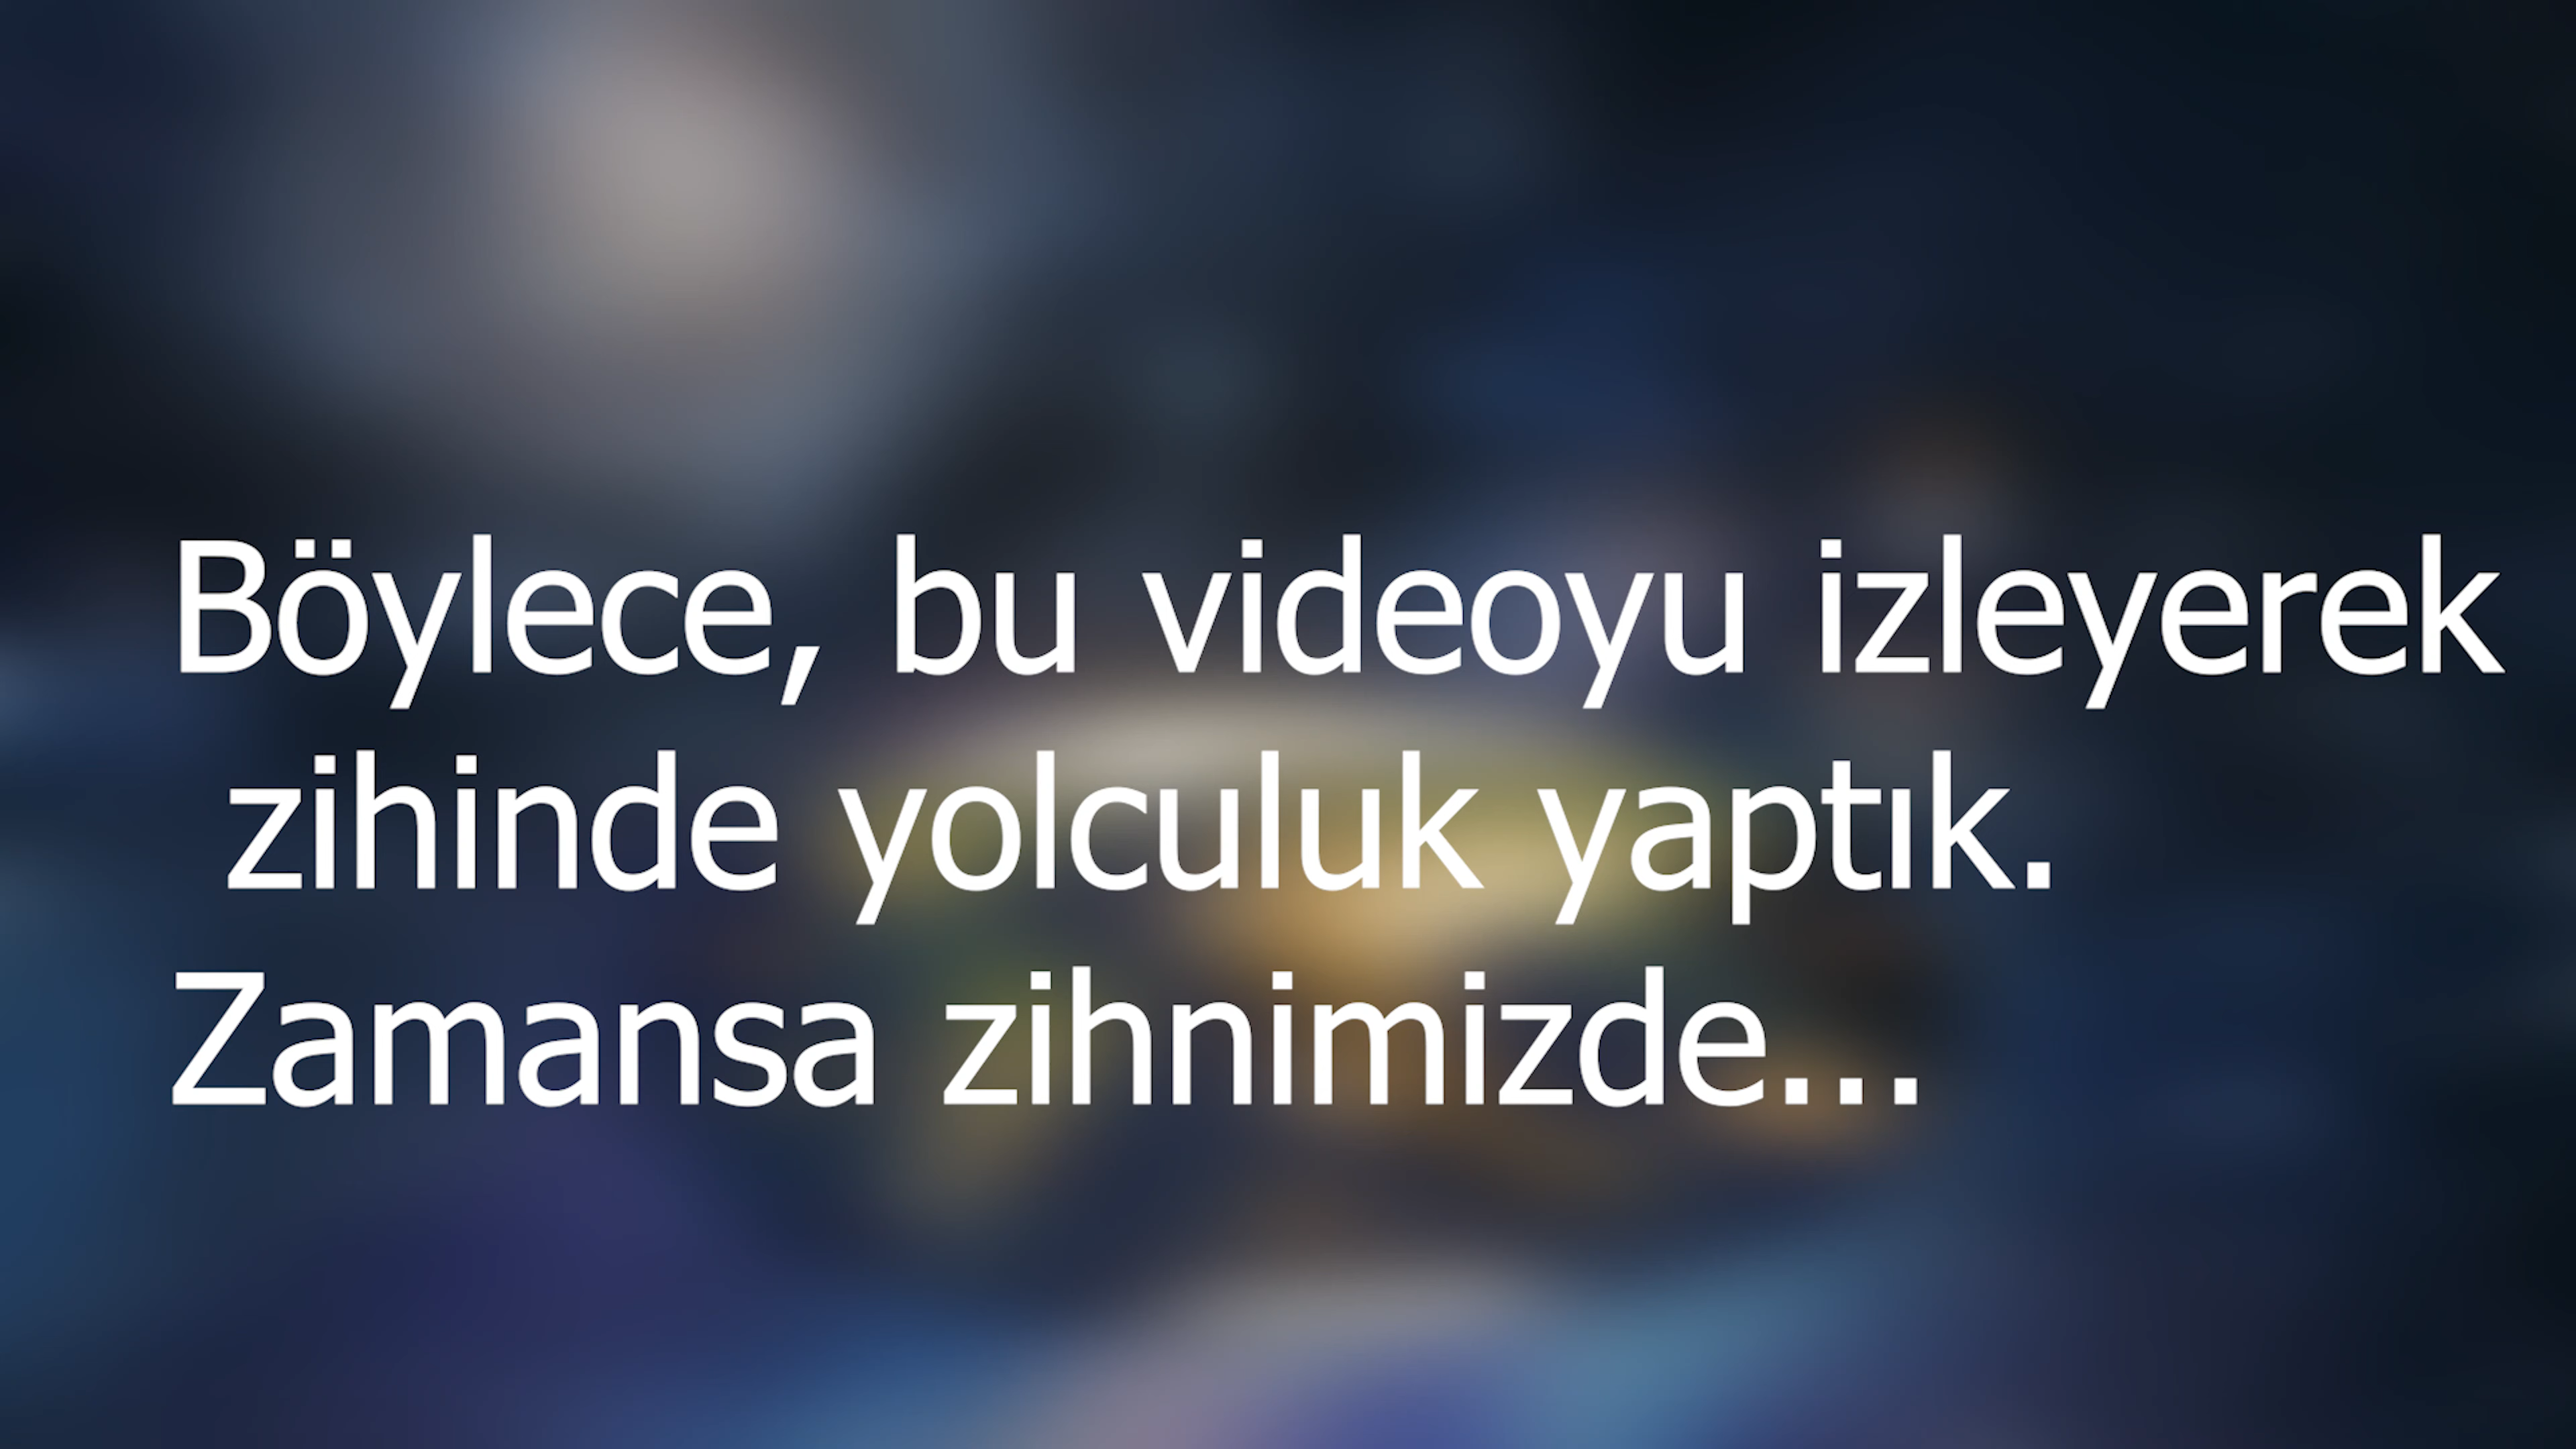 Böylece, bu videoyu izleyerek
zihinde yolculuk yaptık.
Zamansa zihnimizde...